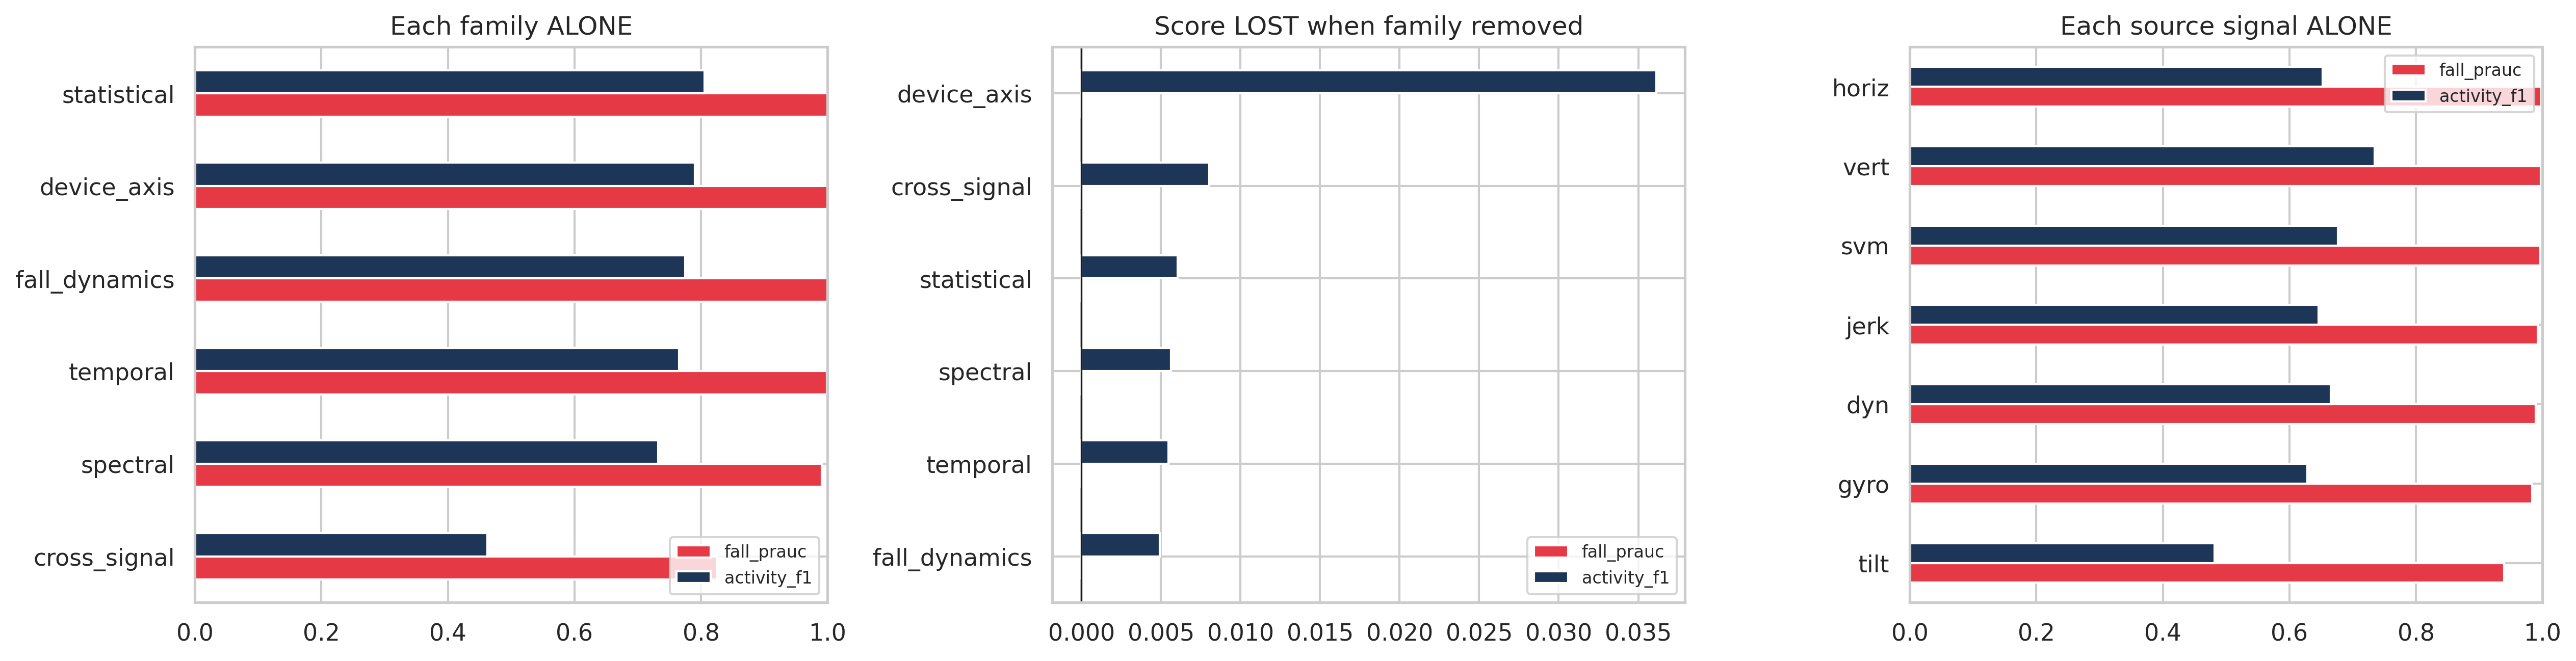 Each family ALONE
statistical
device_axis
fall_dynamics
temporal
spectral
cross_signal
fall_prauc
activity_f1
0.0 0.2 0.4 0.6 0.8 1.0
Score LOST when family removed
device_axis
cross_signal
statistical
spectral
temporal
fall_dynamics
fall_prauc
activity_f1
0.000 0.005 0.010 0.015 0.020 0.025 0.030 0.035
Each source signal ALONE
horiz
vert
svm
jerk
dyn
gyro
tilt
fall_prauc
activity_f1
0.0 0.2 0.4 0.6 0.8 1.0